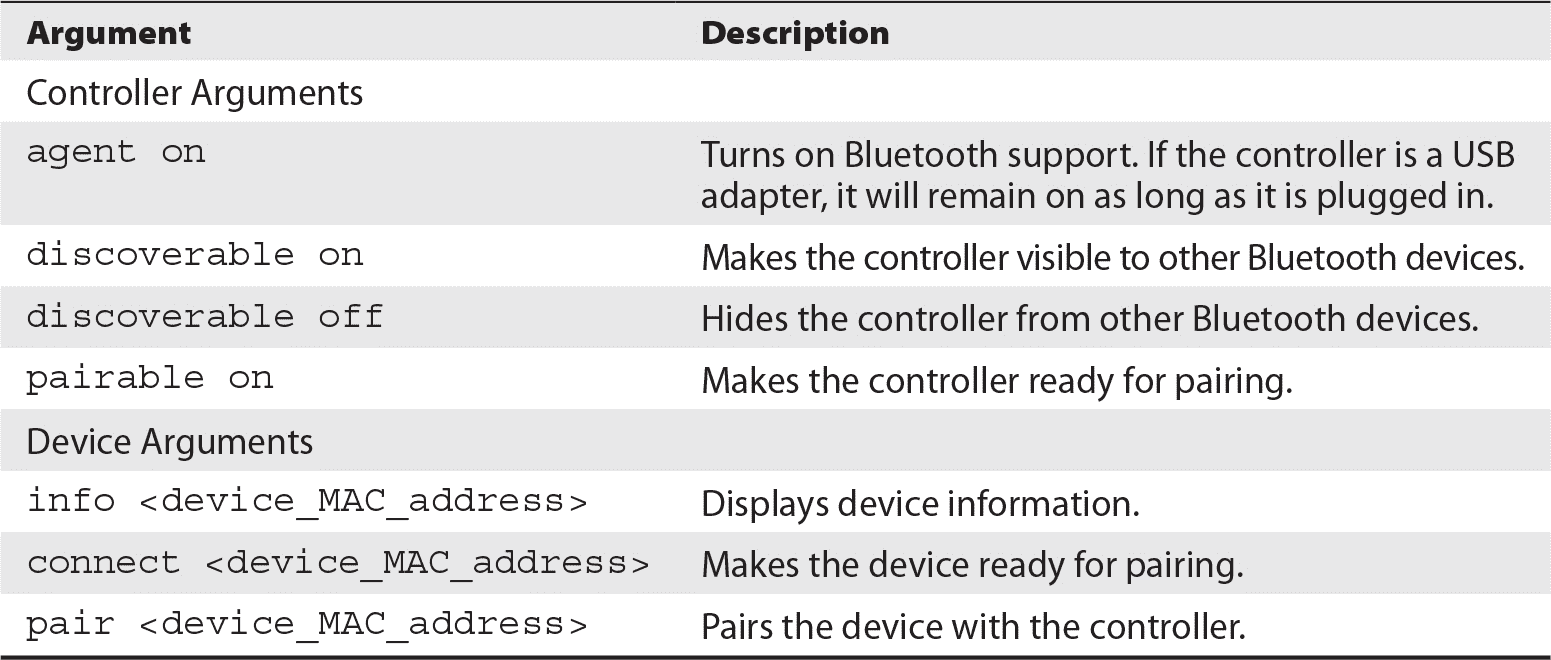 Argument Description
Controller Arguments
agent on Turns on Bluetooth support. If the controller is a USB
adapter, it will remain on as long as it is plugged in.
discoverable on Makes the controller visible to other Bluetooth devices.
discoverable off Hides the controller from other Bluetooth devices.
pairable on Makes the controller ready for pairing.
Device Arguments
info <device_MAC_address> Displays device information.
connect <device_MAC_address> Makes the device ready for pairing.
pair <device_MAC_address> Pairs the device with the controller.